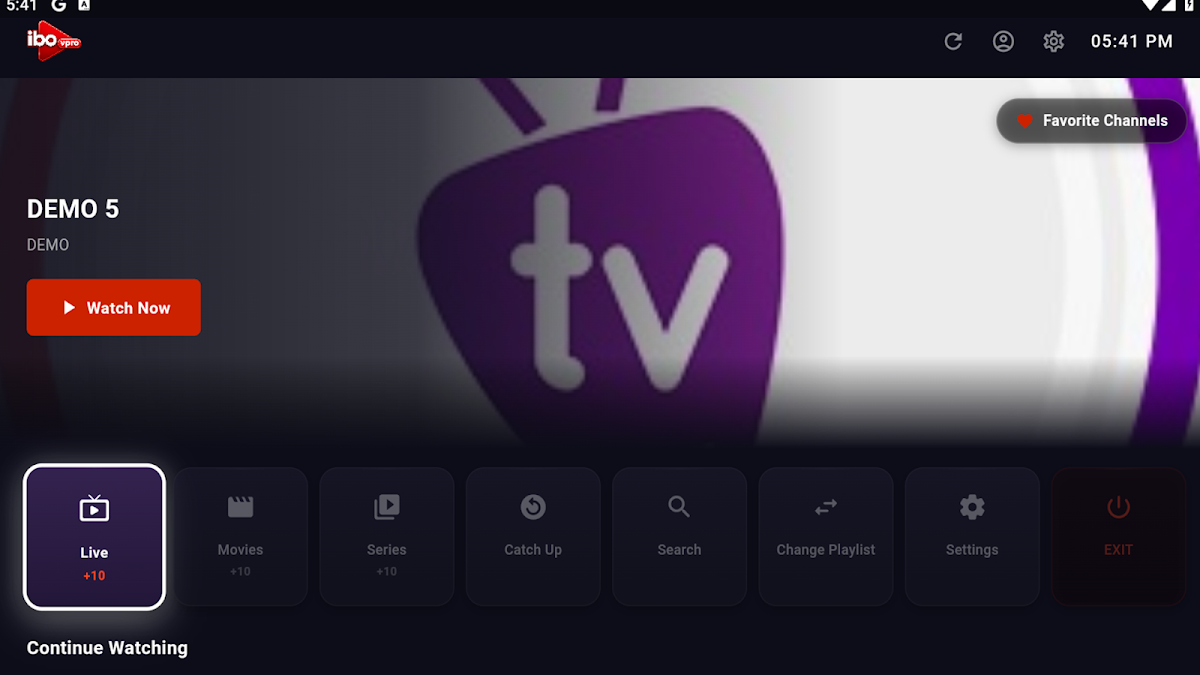 5:41
ibo vpro
05:41 PM
Favorite Channels
tv
DEMO 5
DEMO
Watch Now
Live
+10
Movies
+10
Series
+10
Catch Up
Search
Change Playlist
Settings
EXIT
Continue Watching